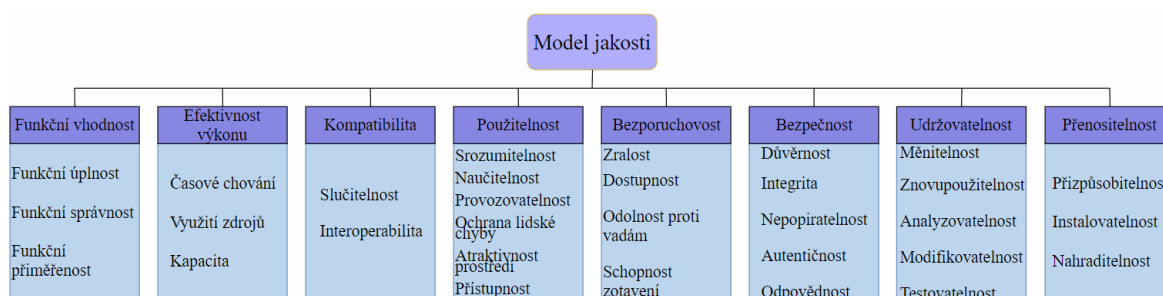 Model jakosti
Funkční vhodnost
Funkční úplnost
Funkční správnost
Funkční
přiměřenost
Efektivnost
výkonu
Časové chování
Využití zdrojů
Kapacita
Kompatibilita
Slučitelnost
Interoperabilita
Použitelnost
Srozumitelnost
Naučitelnost
Provozovatelnost
Ochrana lidské
chyby
Atraktivnost
prostředí
Přístupnost
Bezporuchovost
Zralost
Dostupnost
Odolnost proti
vadám
Schopnost
zotavení
Bezpečnost
Důvěrnost
Integrita
Nepopiratelnost
Autentičnost
Odpovědnost
Udržovatelnost
Měnitelnost
Znovupoužitelnost
Analyzovatelnost
Modifikovatelnost
Testovatelnost
Přenositelnost
Přizpůsobitelnos
Instalovatelnost
Nahraditelnost